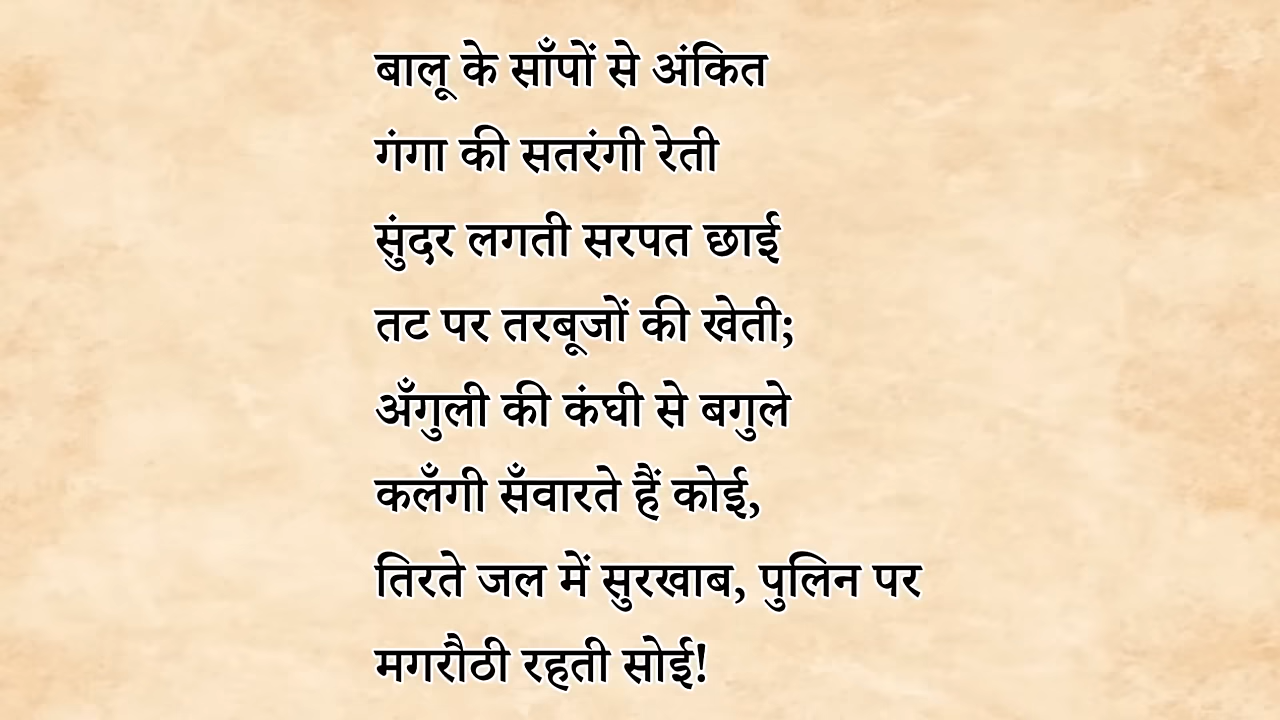 बालू के साँपों से अंकित
गंगा की सतरंगी रेती
सुंदर लगती सरपत छाई
तट पर तरबूजों की खेती;
अँगुली की कंघी से बगुले
कलँगी सँवारते हैं कोई,
तिरते जल में सुरखाब, पुलिन पर
मगरौठी रहती सोई!